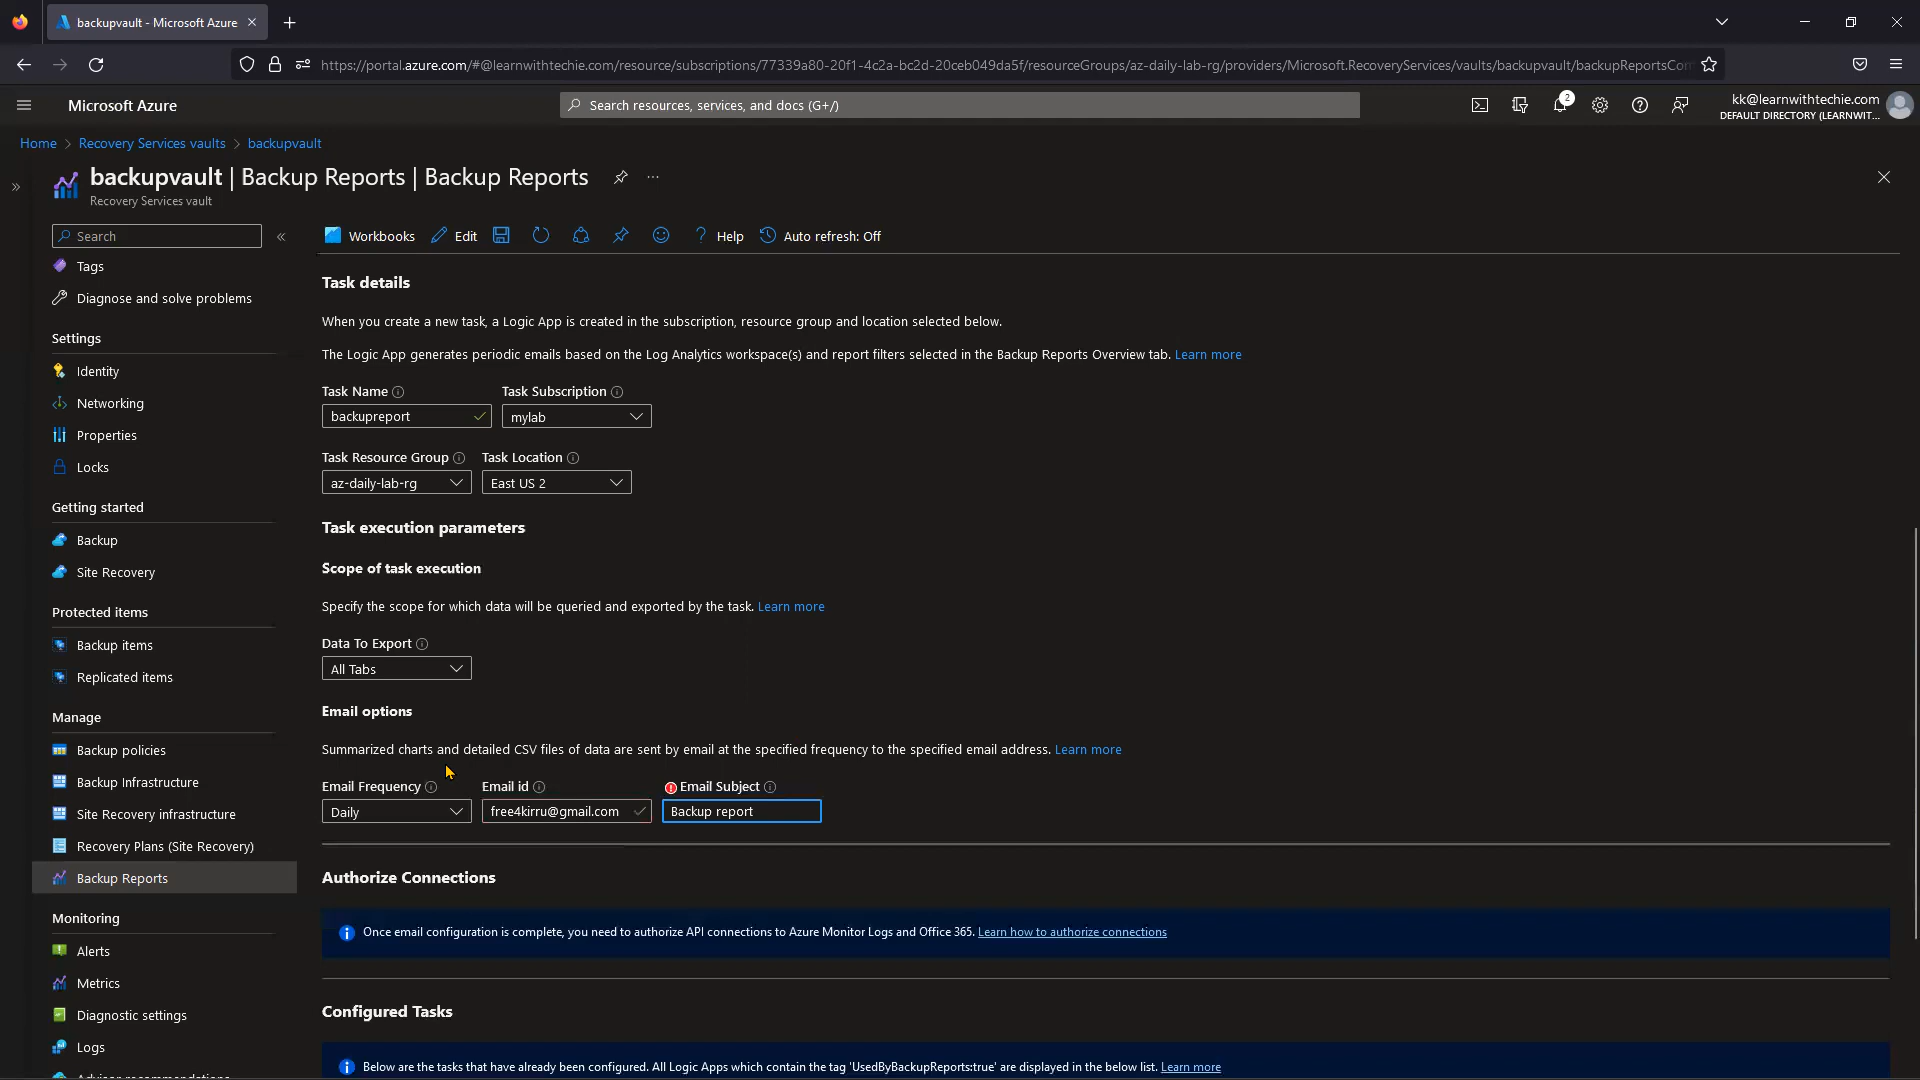 backupvault - Microsoft Azure
https://portal.azure.com/#@learnwithtechie.com/resource/subscriptions/77339a80-20f1-4c2a-bc2d-20ceb049da5f/resourceGroups/az-daily-lab-rg/providers/Microsoft.RecoveryServices/vaults/backupvault/backupReportsCon
Microsoft Azure
Search resources, services, and docs (G+/)
2
kk@learnwithtechie.com
DEFAULT DIRECTORY (LEARNWIT...
Home > Recovery Services vaults > backupvault
backupvault | Backup Reports | Backup Reports
Recovery Services vault
Search
Tags
Diagnose and solve problems
Settings
Identity
Networking
Properties
Locks
Getting started
Backup
Site Recovery
Protected items
Backup items
Replicated items
Manage
Backup policies
Backup Infrastructure
Site Recovery infrastructure
Recovery Plans (Site Recovery)
Backup Reports
Monitoring
Alerts
Metrics
Diagnostic settings
Logs
Advisor recommendations
Workbooks Edit Help Auto refresh: Off
Task details
When you create a new task, a Logic App is created in the subscription, resource group and location selected below.
The Logic App generates periodic emails based on the Log Analytics workspace(s) and report filters selected in the Backup Reports Overview tab. Learn more
Task Name Task Subscription
backupreport mylab
Task Resource Group Task Location
az-daily-lab-rg East US 2
Task execution parameters
Scope of task execution
Specify the scope for which data will be queried and exported by the task. Learn more
Data To Export
All Tabs
Email options
Summarized charts and detailed CSV files of data are sent by email at the specified frequency to the specified email address. Learn more
Email Frequency Email id Email Subject
Daily free4kirru@gmail.com Backup report
Authorize Connections
Once email configuration is complete, you need to authorize API connections to Azure Monitor Logs and Office 365. Learn how to authorize connections
Configured Tasks
Below are the tasks that have already been configured. All Logic Apps which contain the tag 'UsedByBackupReports:true' are displayed in the below list. Learn more